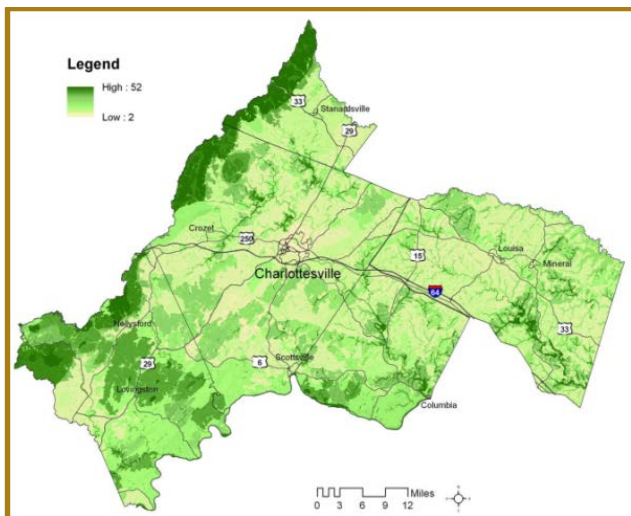 Legend
High : 52
Low : 2
33
Stanardsville
29
Crozet
250
Charlottesville
15
Louisa
Mineral
64
33
Nellysford
29
6
Scottsville
Lovingston
Columbia
Miles
0 3 6 9 12